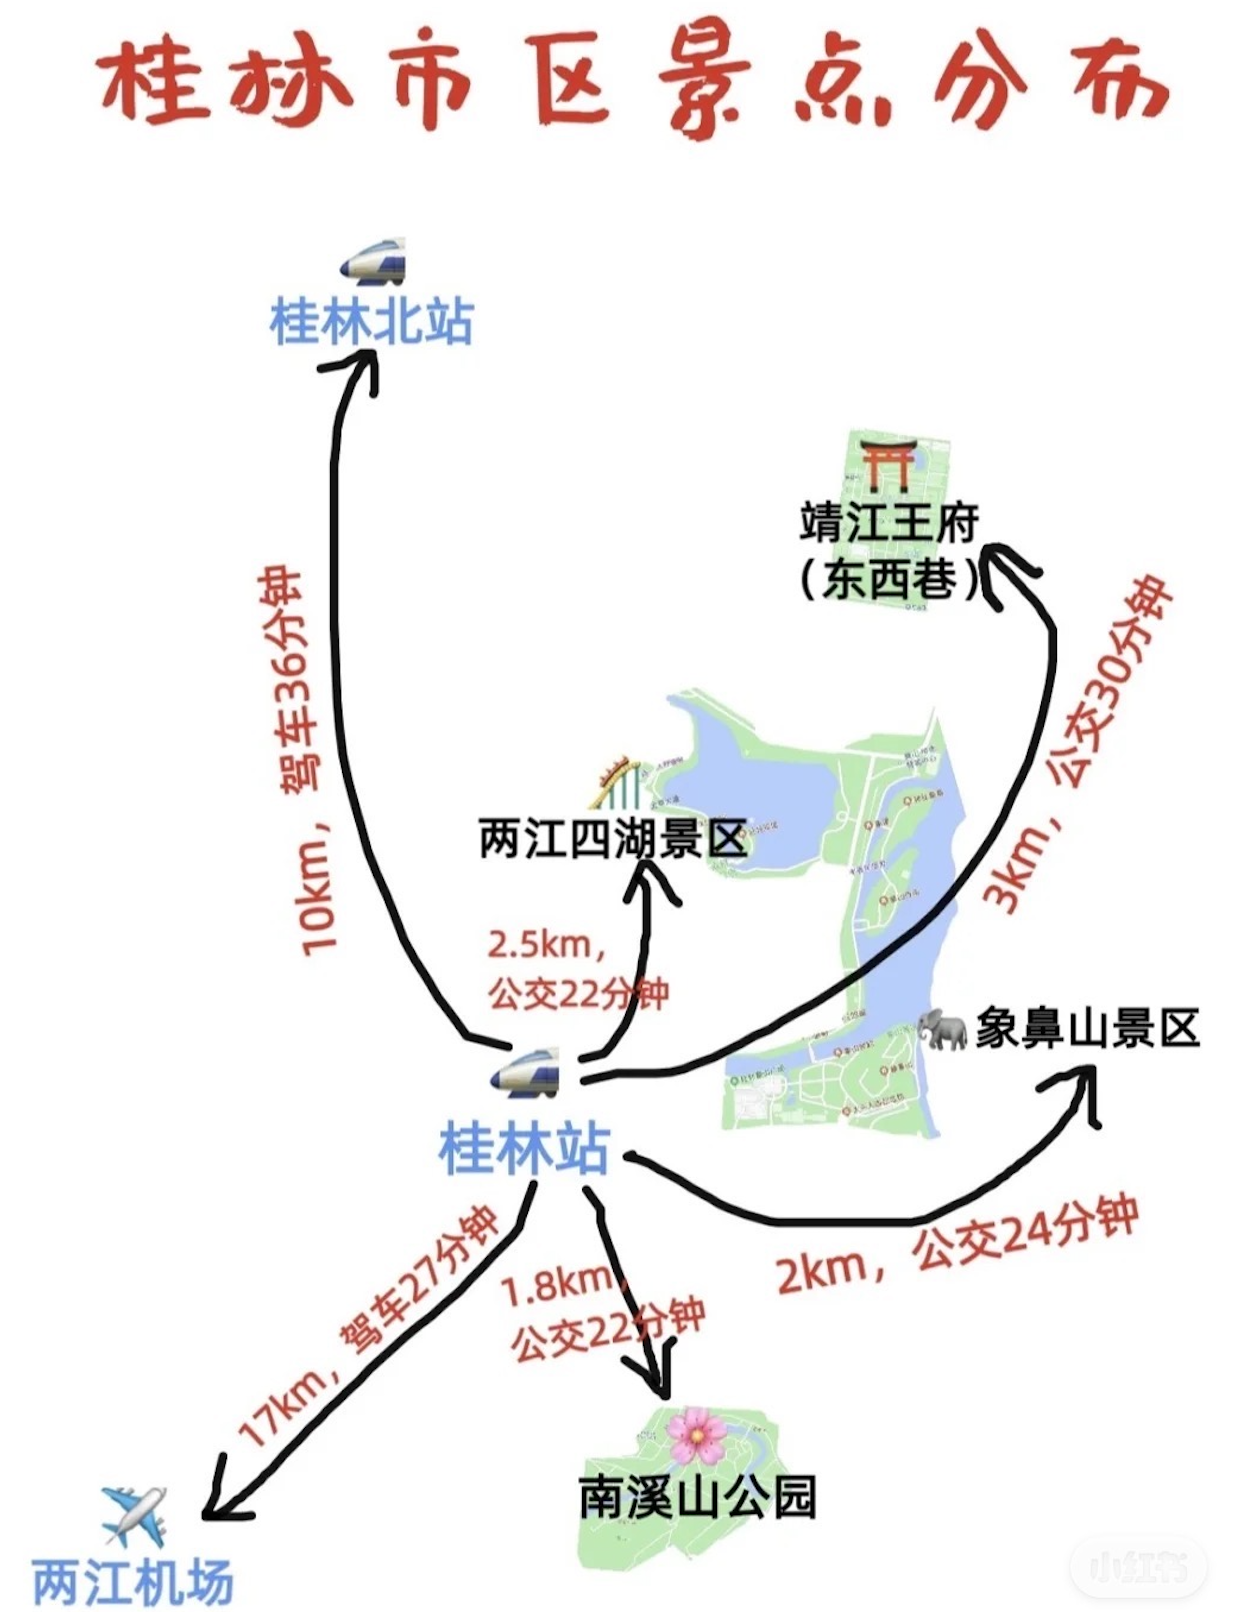 桂林市区景点分布
桂林北站
靖江王府
（东西巷）
10km，驾车36分钟
3km，公交30分钟
两江四湖景区
2.5km，
公交22分钟
象鼻山景区
桂林站
2km，公交24分钟
17km，驾车27分钟
1.8km，
公交22分钟
南溪山公园
两江机场
小红书